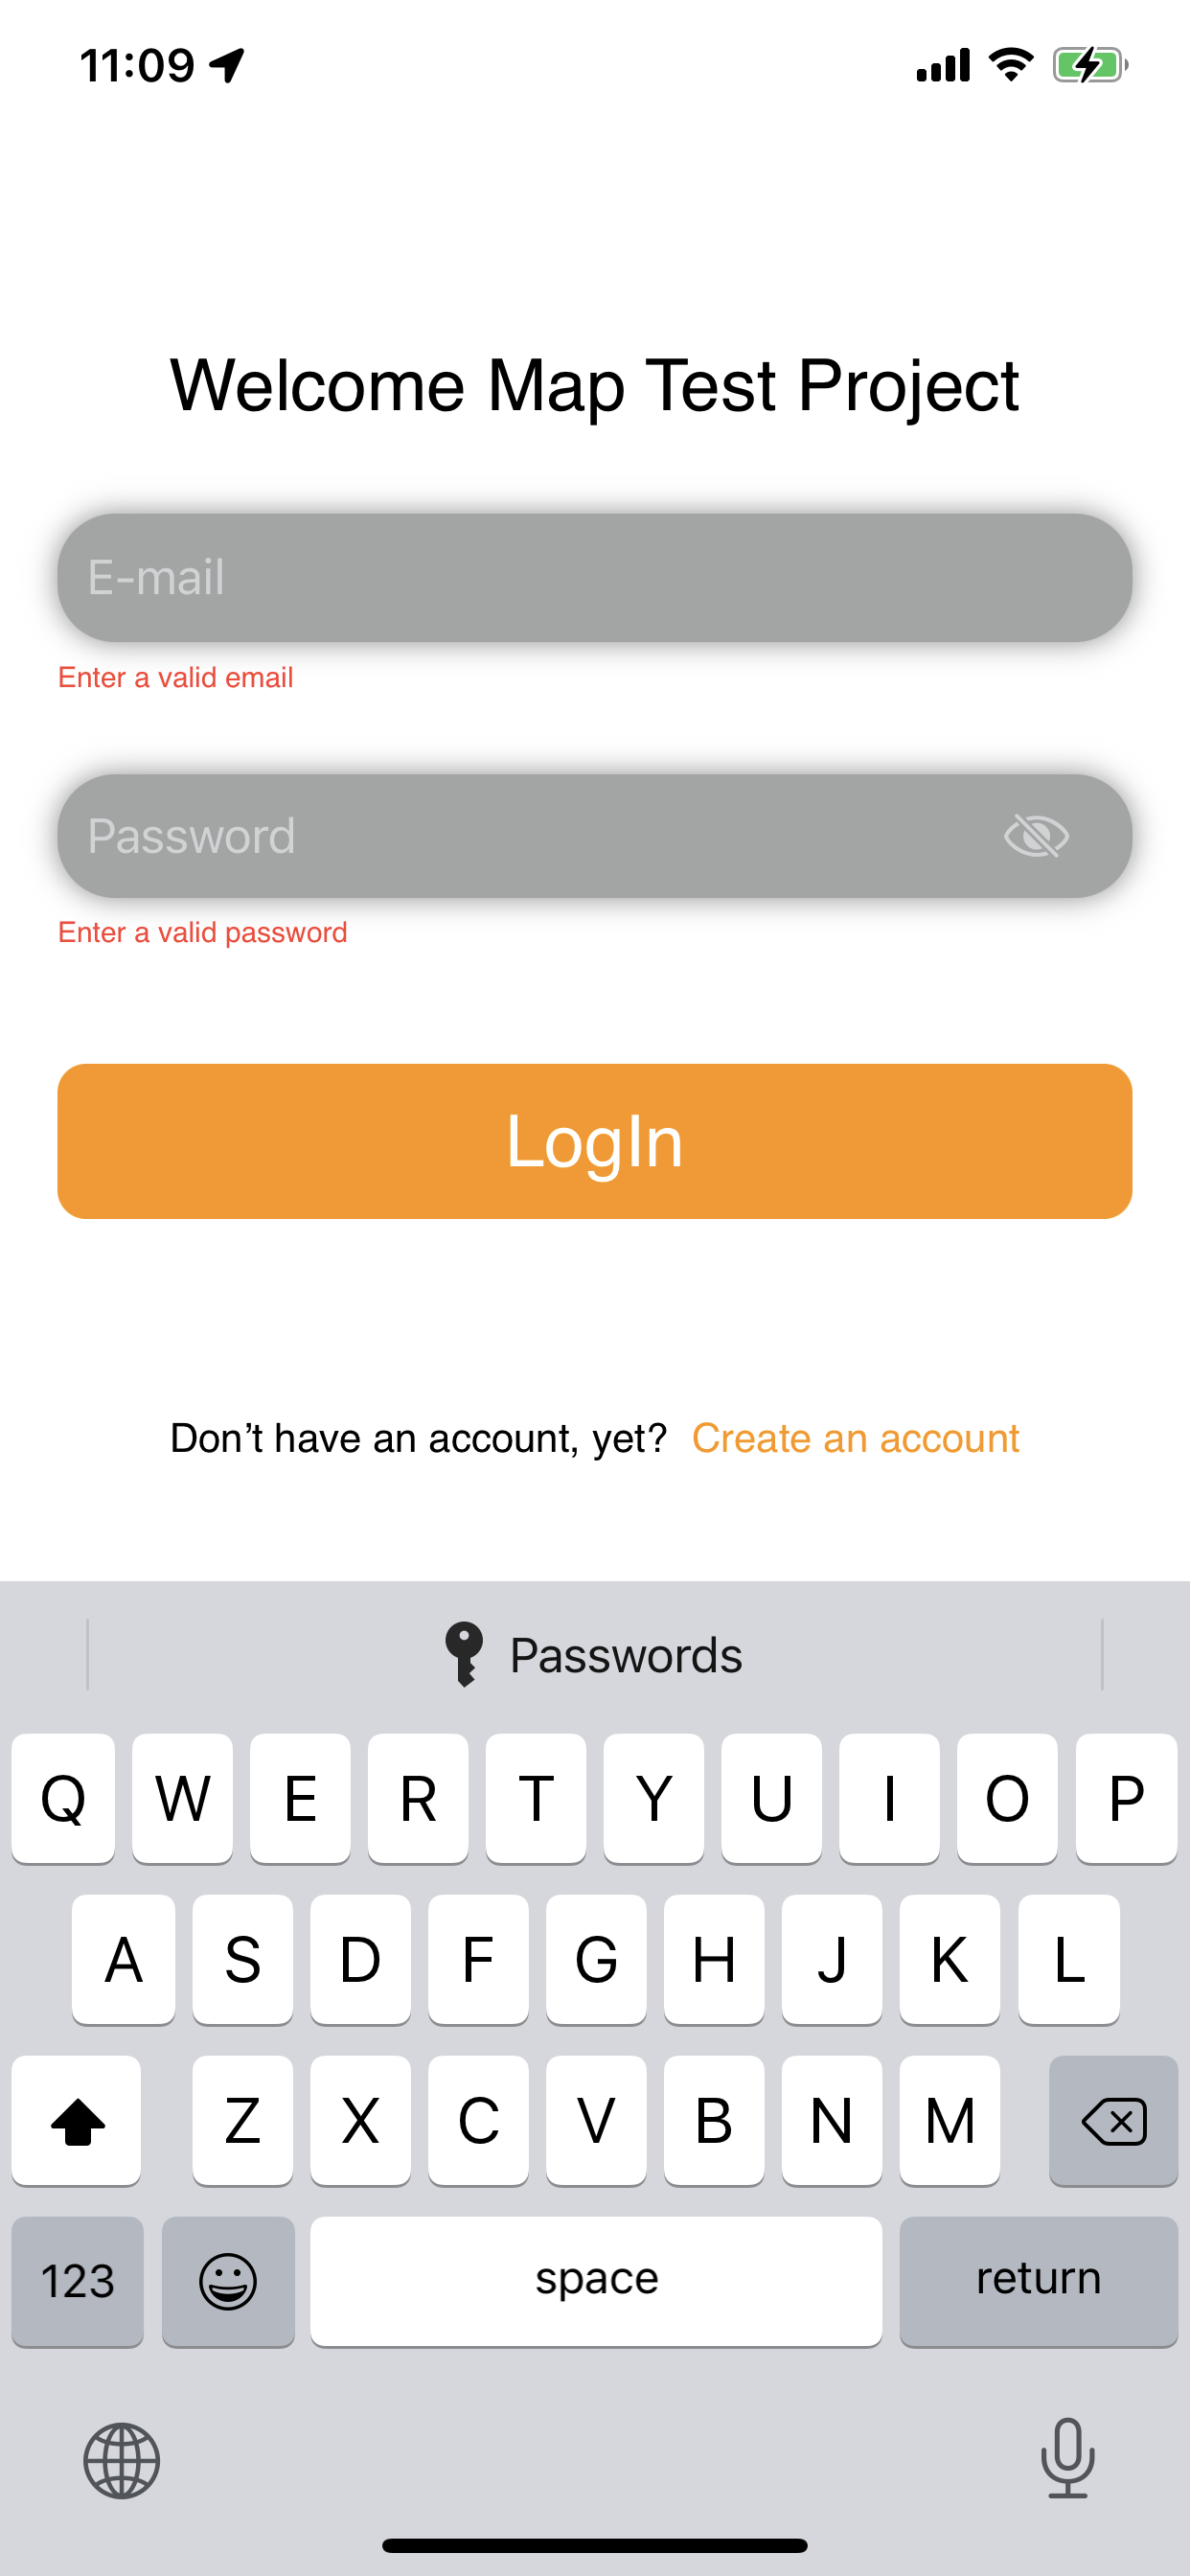 11:09
Welcome Map Test Project
E-mail
Enter a valid email
Password
Enter a valid password
LogIn
Don’t have an account, yet? Create an account
Passwords
Q W E R T Y U I O P
A S D F G H J K L
Z X C V B N M
123 space return